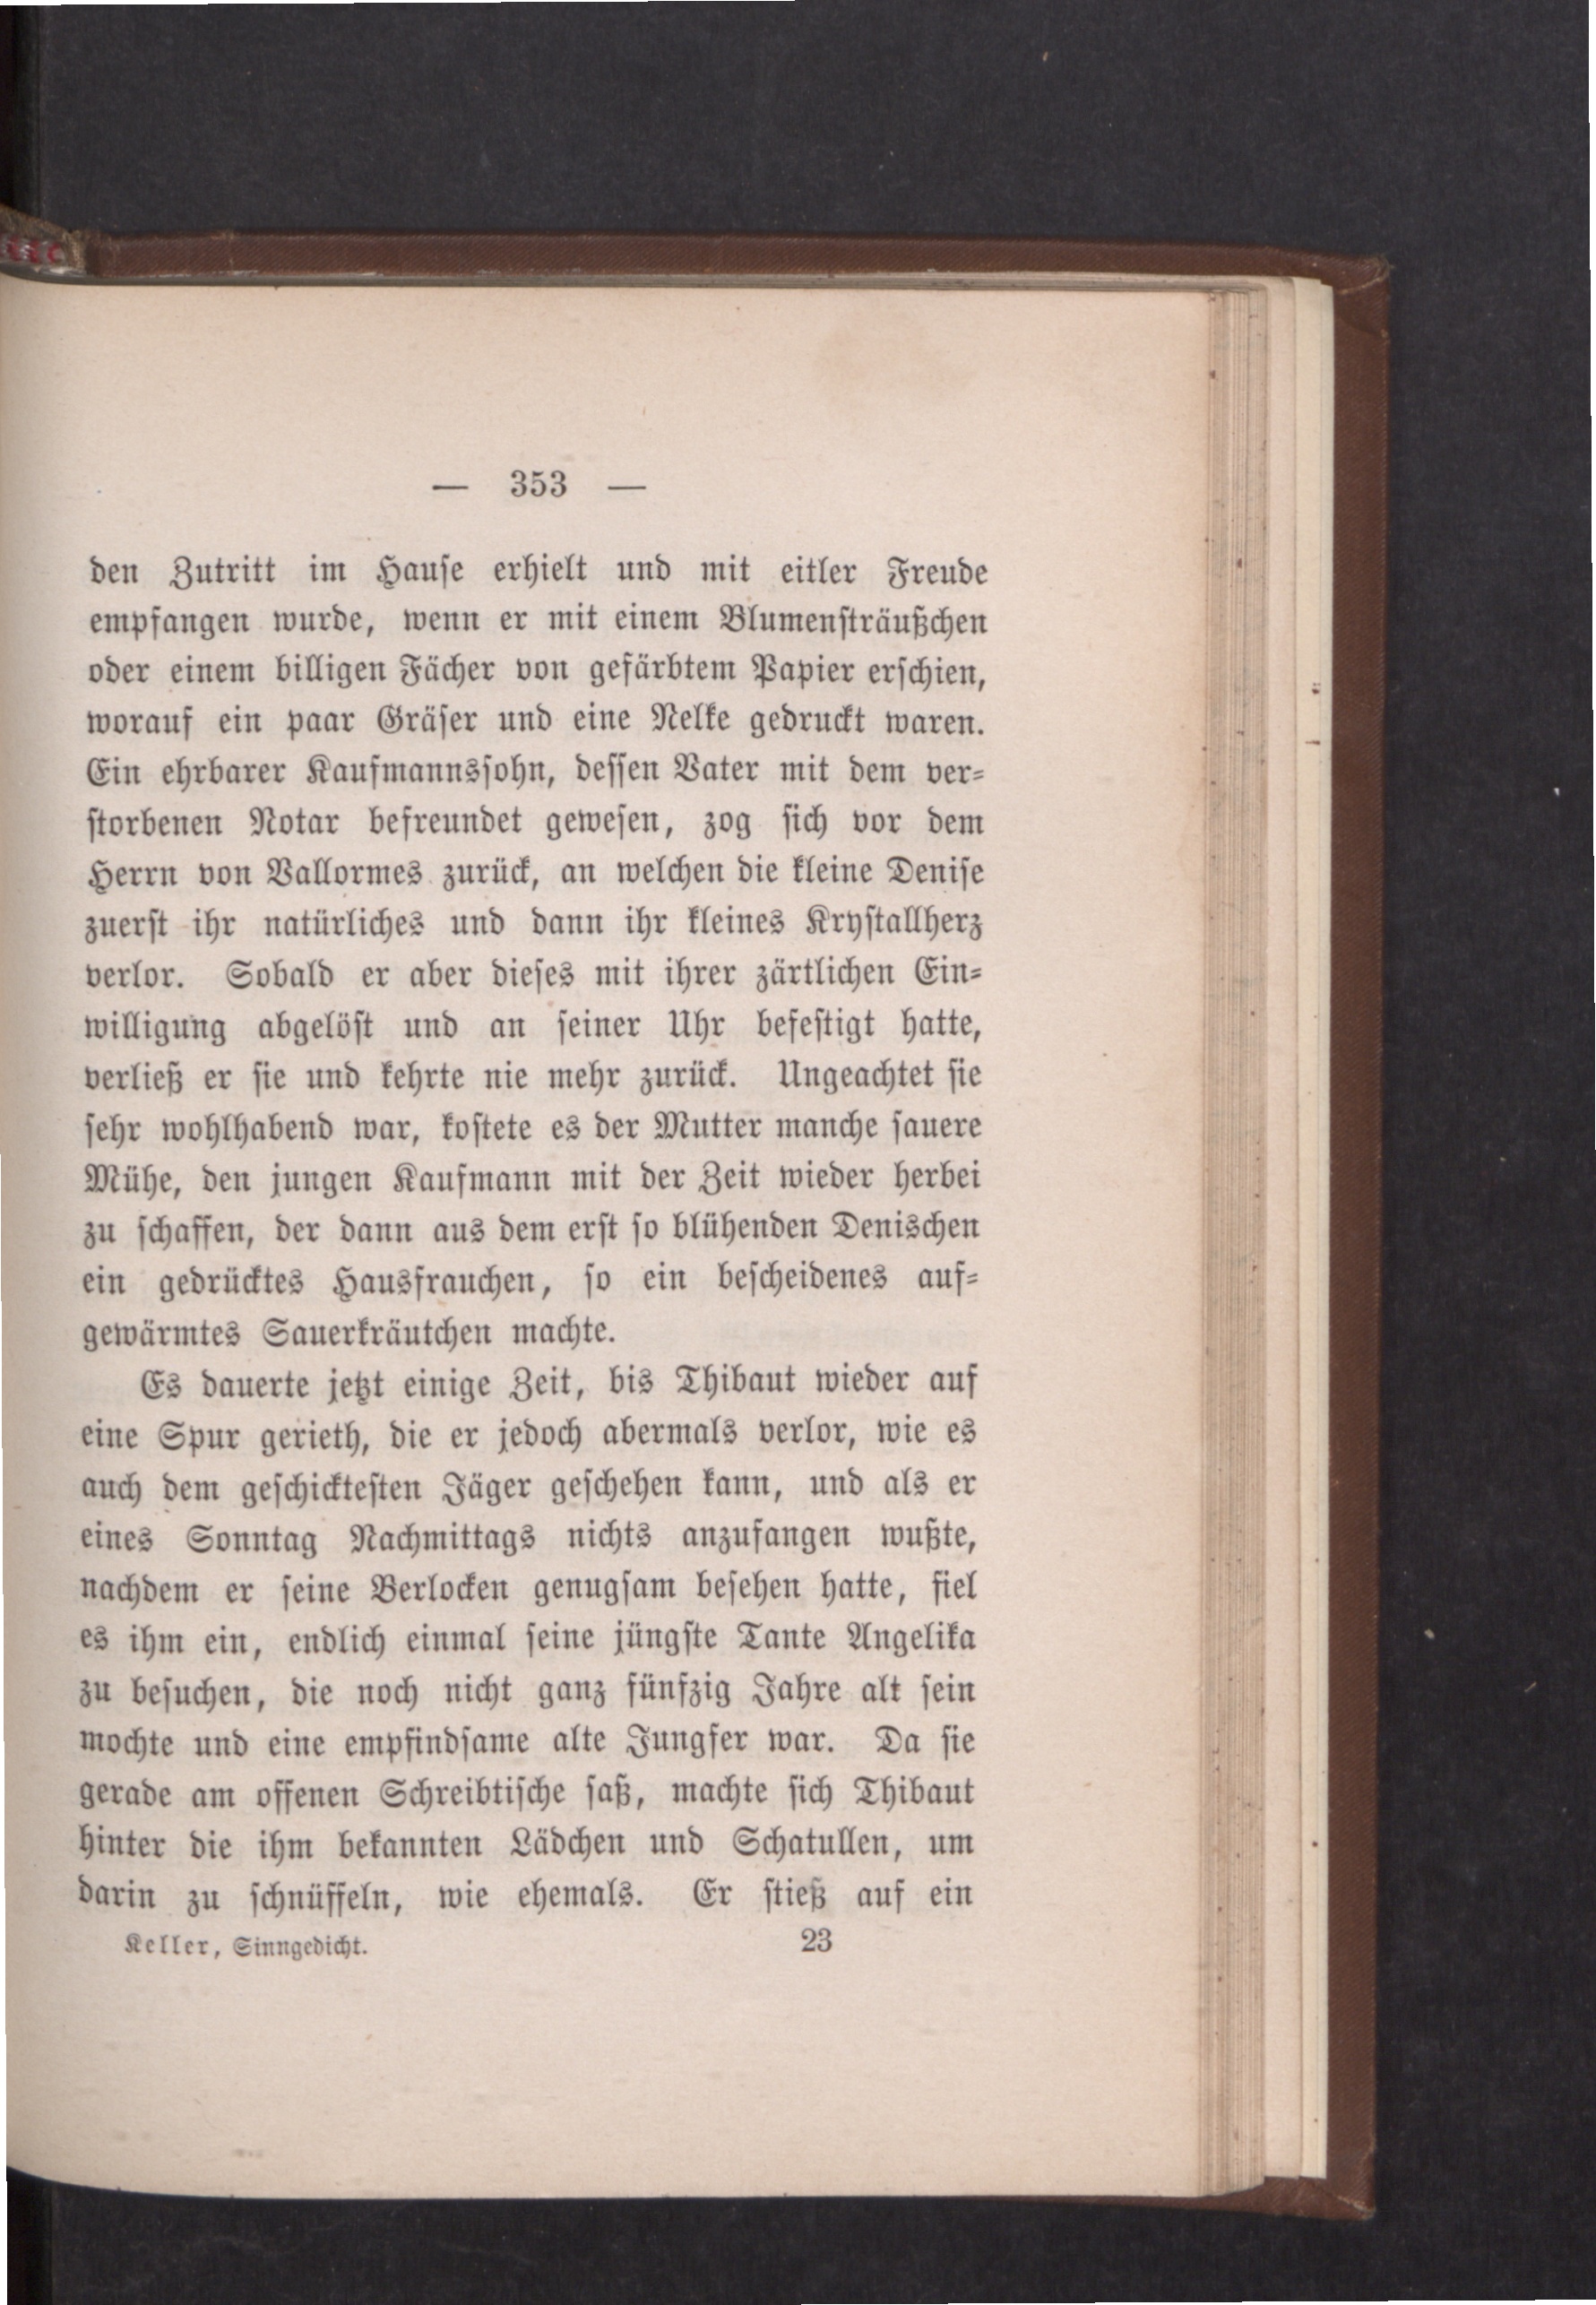 — 353 —
den Zutritt im Hauſe erhielt und mit eitler Freude
empfangen wurde, wenn er mit einem Blumenſträußchen
oder einem billigen Fächer von gefärbtem Papier erſchien,
worauf ein paar Gräſer und eine Nelke gedruckt waren.
Ein ehrbarer Kaufmannsſohn, deſſen Vater mit dem ver⸗
ſtorbenen Notar befreundet geweſen, zog ſich vor dem
Herrn von Vallormes zurück, an welchen die kleine Deniſe
zuerſt ihr natürliches und dann ihr kleines Kryſtallherz
verlor. Sobald er aber dieſes mit ihrer zärtlichen Ein⸗
willigung abgelöſt und an ſeiner Uhr befeſtigt hatte,
verließ er ſie und kehrte nie mehr zurück. Ungeachtet ſie
ſehr wohlhabend war, koſtete es der Mutter manche ſauere
Mühe, den jungen Kaufmann mit der Zeit wieder herbei
zu ſchaffen, der dann aus dem erſt ſo blühenden Denischen
ein gedrücktes Hausfrauchen, ſo ein beſcheidenes auf⸗
gewärmtes Sauerkräutchen machte.
Es dauerte jetzt einige Zeit, bis Thibaut wieder auf
eine Spur gerieth, die er jedoch abermals verlor, wie es
auch dem geſchickteſten Jäger geſchehen kann, und als er
eines Sonntag Nachmittags nichts anzufangen wußte,
nachdem er ſeine Berlocken genugſam beſehen hatte, fiel
es ihm ein, endlich einmal ſeine jüngſte Tante Angelika
zu beſuchen, die noch nicht ganz fünfzig Jahre alt ſein
mochte und eine empfindſame alte Jungfer war. Da ſie
gerade am offenen Schreibtiſche ſaß, machte ſich Thibaut
hinter die ihm bekannten Lädchen und Schatullen, um
darin zu ſchnüffeln, wie ehemals. Er ſtieß auf ein
Keller, Sinngedicht. 23